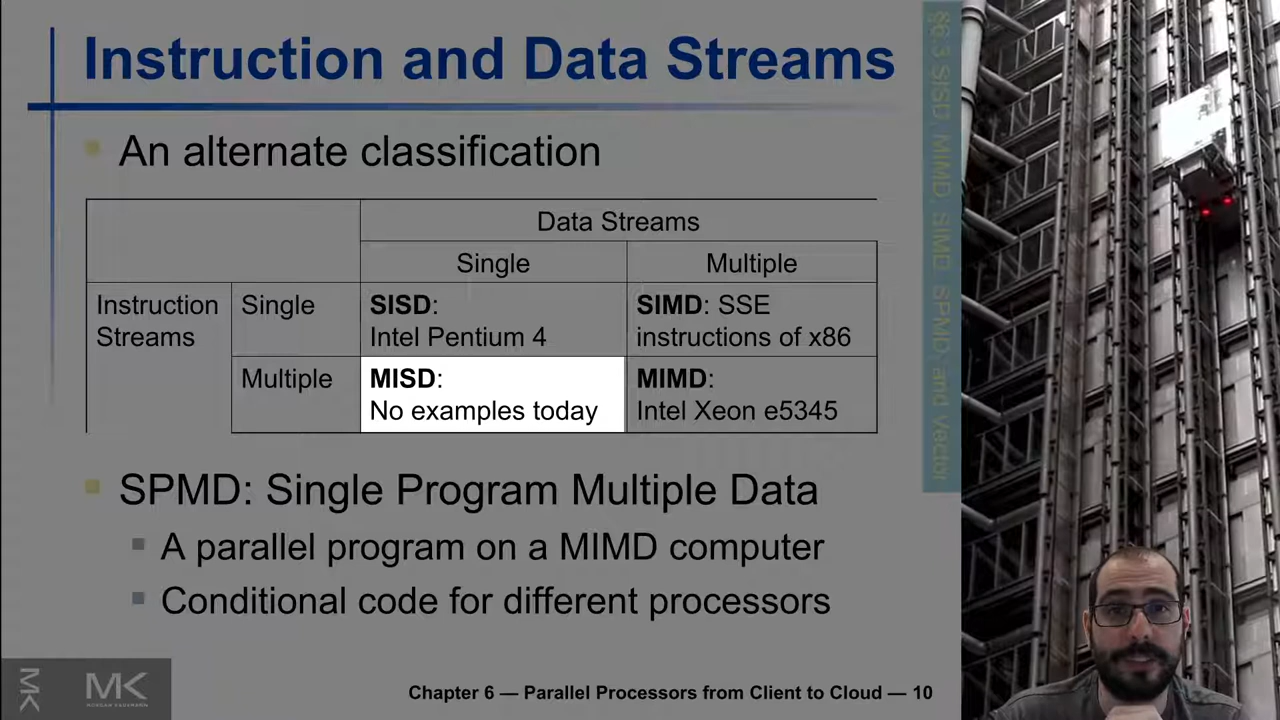 Instruction and Data Streams
§6.3 SISD, MIMD, SIMD, SPMD, and Vector
An alternate classification
Data Streams
Single Multiple
Instruction Streams
Single
SISD:
Intel Pentium 4
SIMD: SSE
instructions of x86
Multiple
MISD:
No examples today
MIMD:
Intel Xeon e5345
SPMD: Single Program Multiple Data
A parallel program on a MIMD computer
Conditional code for different processors
MK
MK
MORGAN KAUFMANN
Chapter 6 — Parallel Processors from Client to Cloud — 10